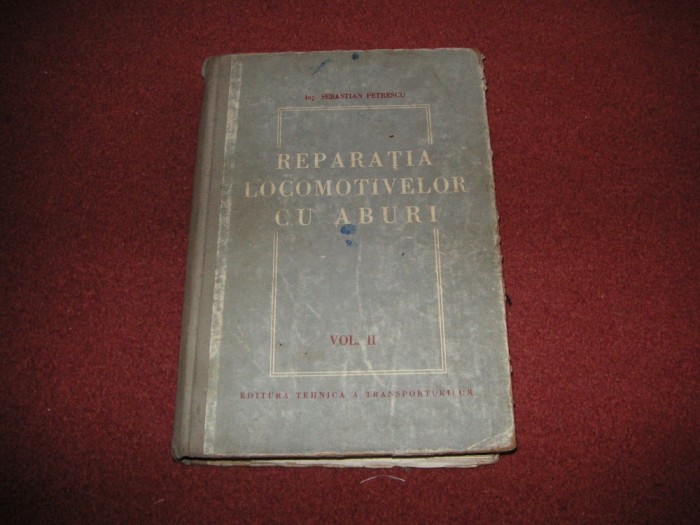 Ing. SEBASTIAN PETRESCU
REPARAȚIA
LOCOMOTIVELOR
CU ABURI
VOL. II
EDITURA TEHNICA A TRANSPORTURILOR